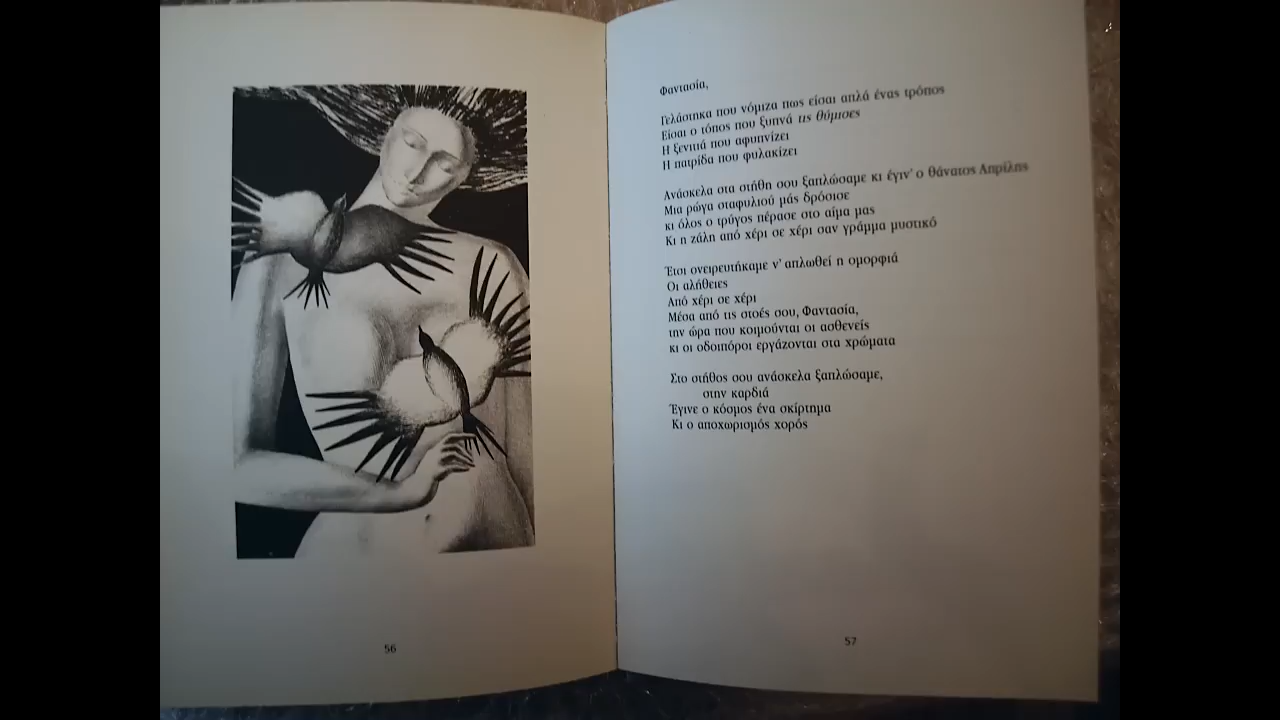 Φαντασία,
Γελάστηκα που νόμιζα πως είσαι απλά ένας τρόπος
Είσαι ο τόπος που ξυπνά τις θύμισες
Η ξενιτιά που αφυπνίζει
Η πατρίδα που φυλακίζει
Ανάσκελα στα στήθη σου ξαπλώσαμε κι έγιν' ο θάνατος Απρίλης
Μια ρώγα σταφυλιού μάς δρόσισε
κι όλος ο τρύγος πέρασε στο αίμα μας
Κι η ζάλη από χέρι σε χέρι σαν γράμμα μυστικό
Έτσι ονειρευτήκαμε ν' απλωθεί η ομορφιά
Οι αλήθειες
Από χέρι σε χέρι
Μέσα από τις στοές σου, Φαντασία,
την ώρα που κοιμούνται οι ασθενείς
κι οι οδοιπόροι εργάζονται στα χρώματα
Στο στήθος σου ανάσκελα ξαπλώσαμε,
στην καρδιά
Έγινε ο κόσμος ένα σκίρτημα
Κι ο αποχωρισμός χορός
56
57